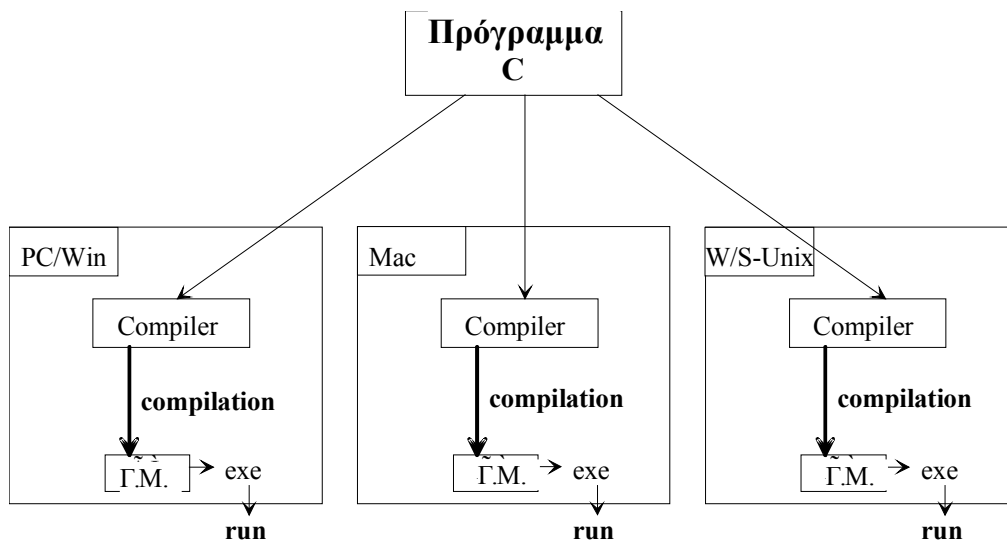 Πρόγραμμα
C
PC/Win
Compiler
compilation
Γ.Μ.
exe
run
Mac
Compiler
compilation
Γ.Μ.
exe
run
W/S-Unix
Compiler
compilation
Γ.Μ.
exe
run